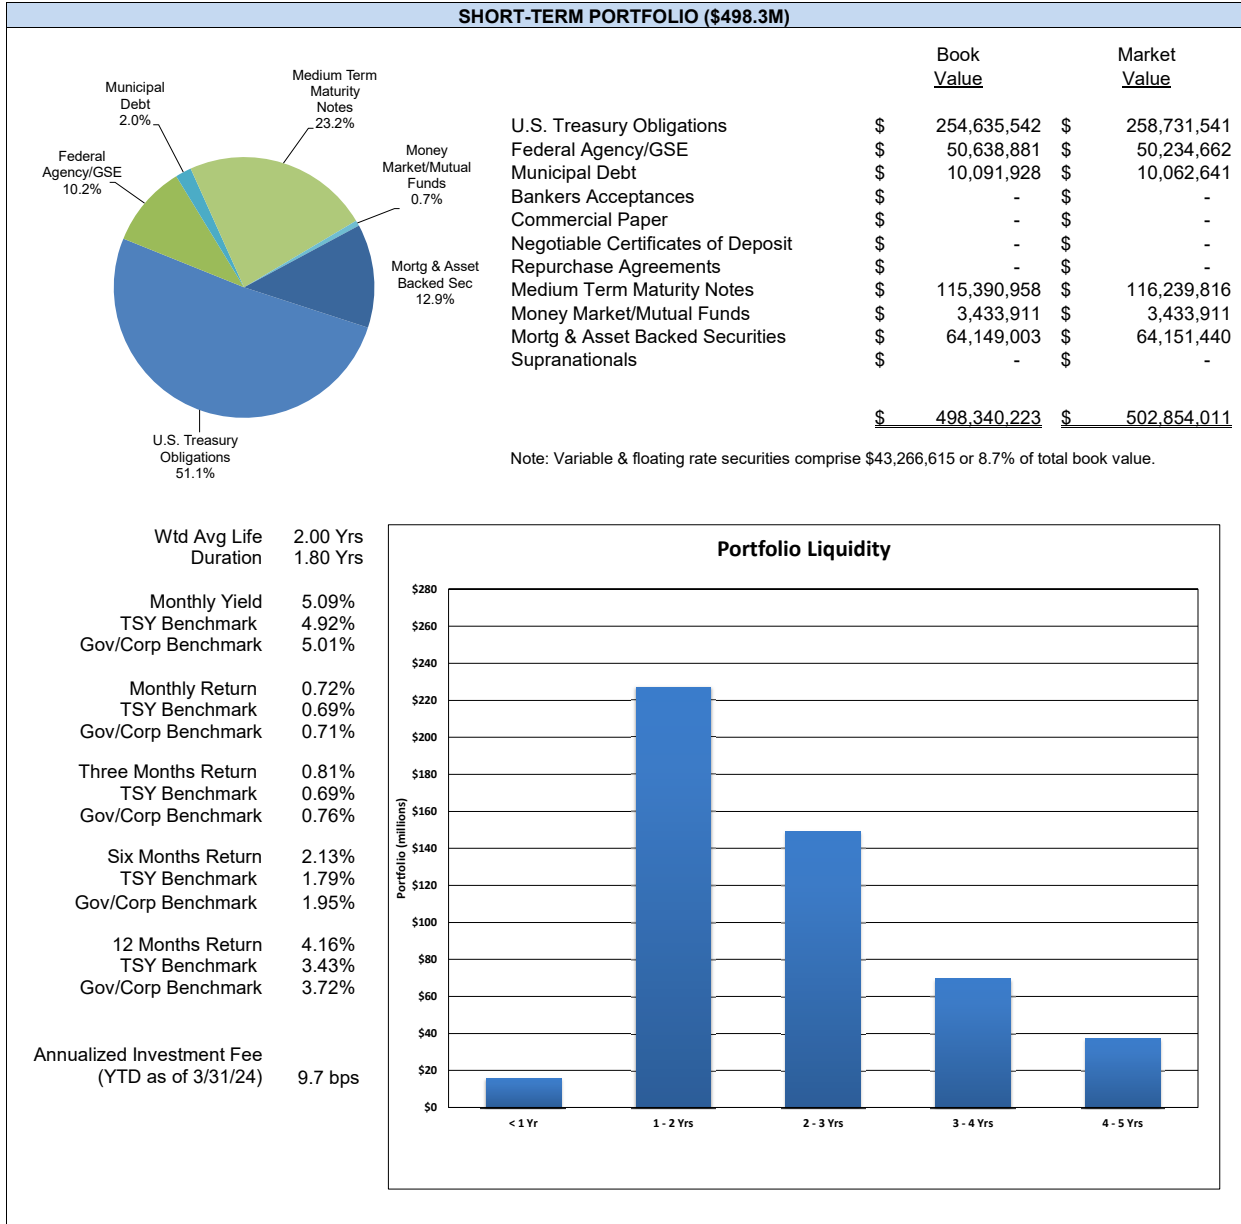 SHORT-TERM PORTFOLIO ($498.3M)
Municipal
Debt
2.0%
Medium Term
Maturity
Notes
23.2%
Federal
Agency/GSE
10.2%
Money
Market/Mutual
Funds
0.7%
Mortg & Asset
Backed Sec
12.9%
U.S. Treasury
Obligations
51.1%
Book Market
Value Value
U.S. Treasury Obligations $ 254,635,542 $ 258,731,541
Federal Agency/GSE $ 50,638,881 $ 50,234,662
Municipal Debt $ 10,091,928 $ 10,062,641
Bankers Acceptances $ - $ -
Commercial Paper $ - $ -
Negotiable Certificates of Deposit $ - $ -
Repurchase Agreements $ - $ -
Medium Term Maturity Notes $ 115,390,958 $ 116,239,816
Money Market/Mutual Funds $ 3,433,911 $ 3,433,911
Mortg & Asset Backed Securities $ 64,149,003 $ 64,151,440
Supranationals $ - $ -
$ 498,340,223 $ 502,854,011
Note: Variable & floating rate securities comprise $43,266,615 or 8.7% of total book value.
Wtd Avg Life 2.00 Yrs
Duration 1.80 Yrs
Monthly Yield 5.09%
TSY Benchmark 4.92%
Gov/Corp Benchmark 5.01%
Monthly Return 0.72%
TSY Benchmark 0.69%
Gov/Corp Benchmark 0.71%
Three Months Return 0.81%
TSY Benchmark 0.69%
Gov/Corp Benchmark 0.76%
Six Months Return 2.13%
TSY Benchmark 1.79%
Gov/Corp Benchmark 1.95%
12 Months Return 4.16%
TSY Benchmark 3.43%
Gov/Corp Benchmark 3.72%
Annualized Investment Fee
(YTD as of 3/31/24) 9.7 bps
Portfolio Liquidity
Portfolio (millions)
$280
$260
$240
$220
$200
$180
$160
$140
$120
$100
$80
$60
$40
$20
$0
< 1 Yr 1 - 2 Yrs 2 - 3 Yrs 3 - 4 Yrs 4 - 5 Yrs